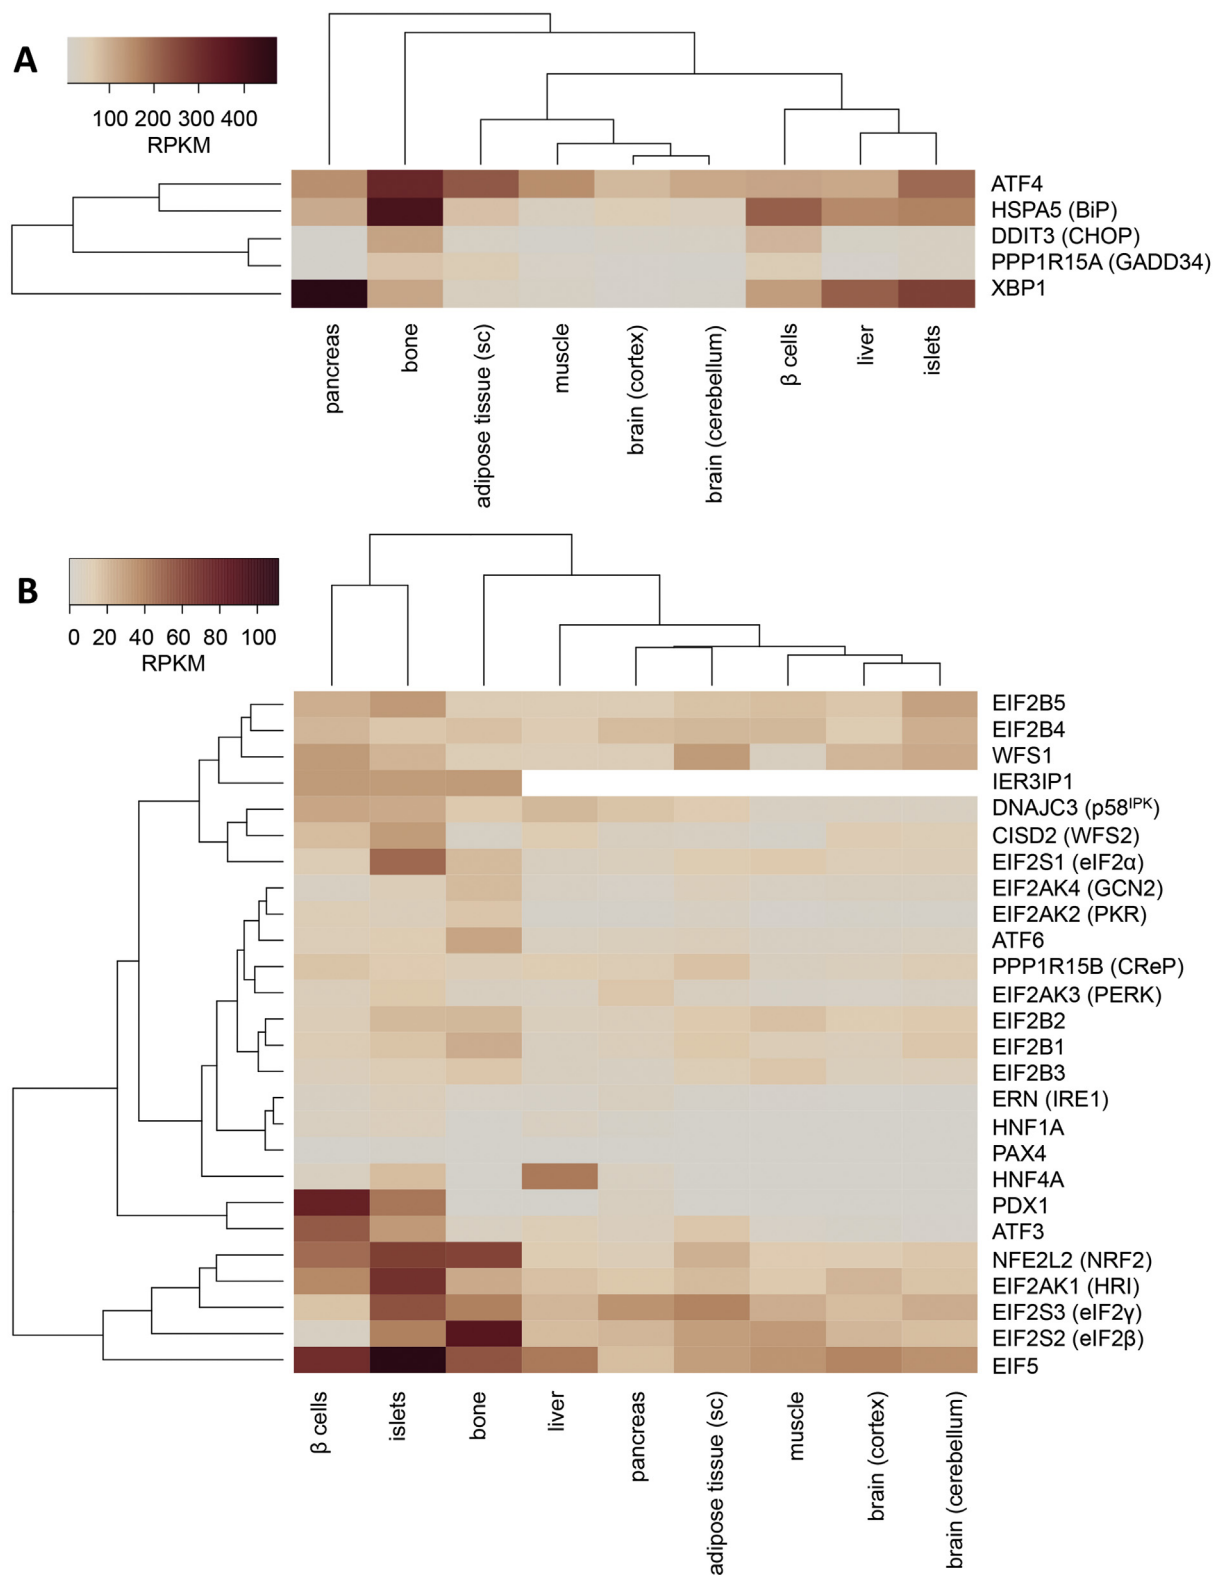 A
100 200 300 400
RPKM
ATF4
HSPA5 (BiP)
DDIT3 (CHOP)
PPP1R15A (GADD34)
XBP1
pancreas
bone
adipose tissue (sc)
muscle
brain (cortex)
brain (cerebellum)
β cells
liver
islets
B
0 20 40 60 80 100
RPKM
EIF2B5
EIF2B4
WFS1
IER3IP1
DNAJC3 (p58ᴵᴾᴷ)
CISD2 (WFS2)
EIF2S1 (eIF2α)
EIF2AK4 (GCN2)
EIF2AK2 (PKR)
ATF6
PPP1R15B (CReP)
EIF2AK3 (PERK)
EIF2B2
EIF2B1
EIF2B3
ERN (IRE1)
HNF1A
PAX4
HNF4A
PDX1
ATF3
NFE2L2 (NRF2)
EIF2AK1 (HRI)
EIF2S3 (eIF2γ)
EIF2S2 (eIF2β)
EIF5
β cells
islets
bone
liver
pancreas
adipose tissue (sc)
muscle
brain (cortex)
brain (cerebellum)